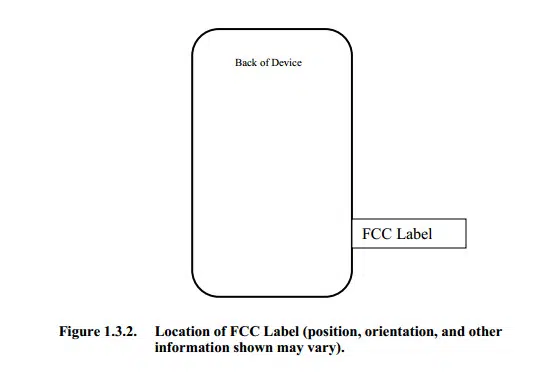 Back of Device
FCC Label
Figure 1.3.2. Location of FCC Label (position, orientation, and other
information shown may vary).